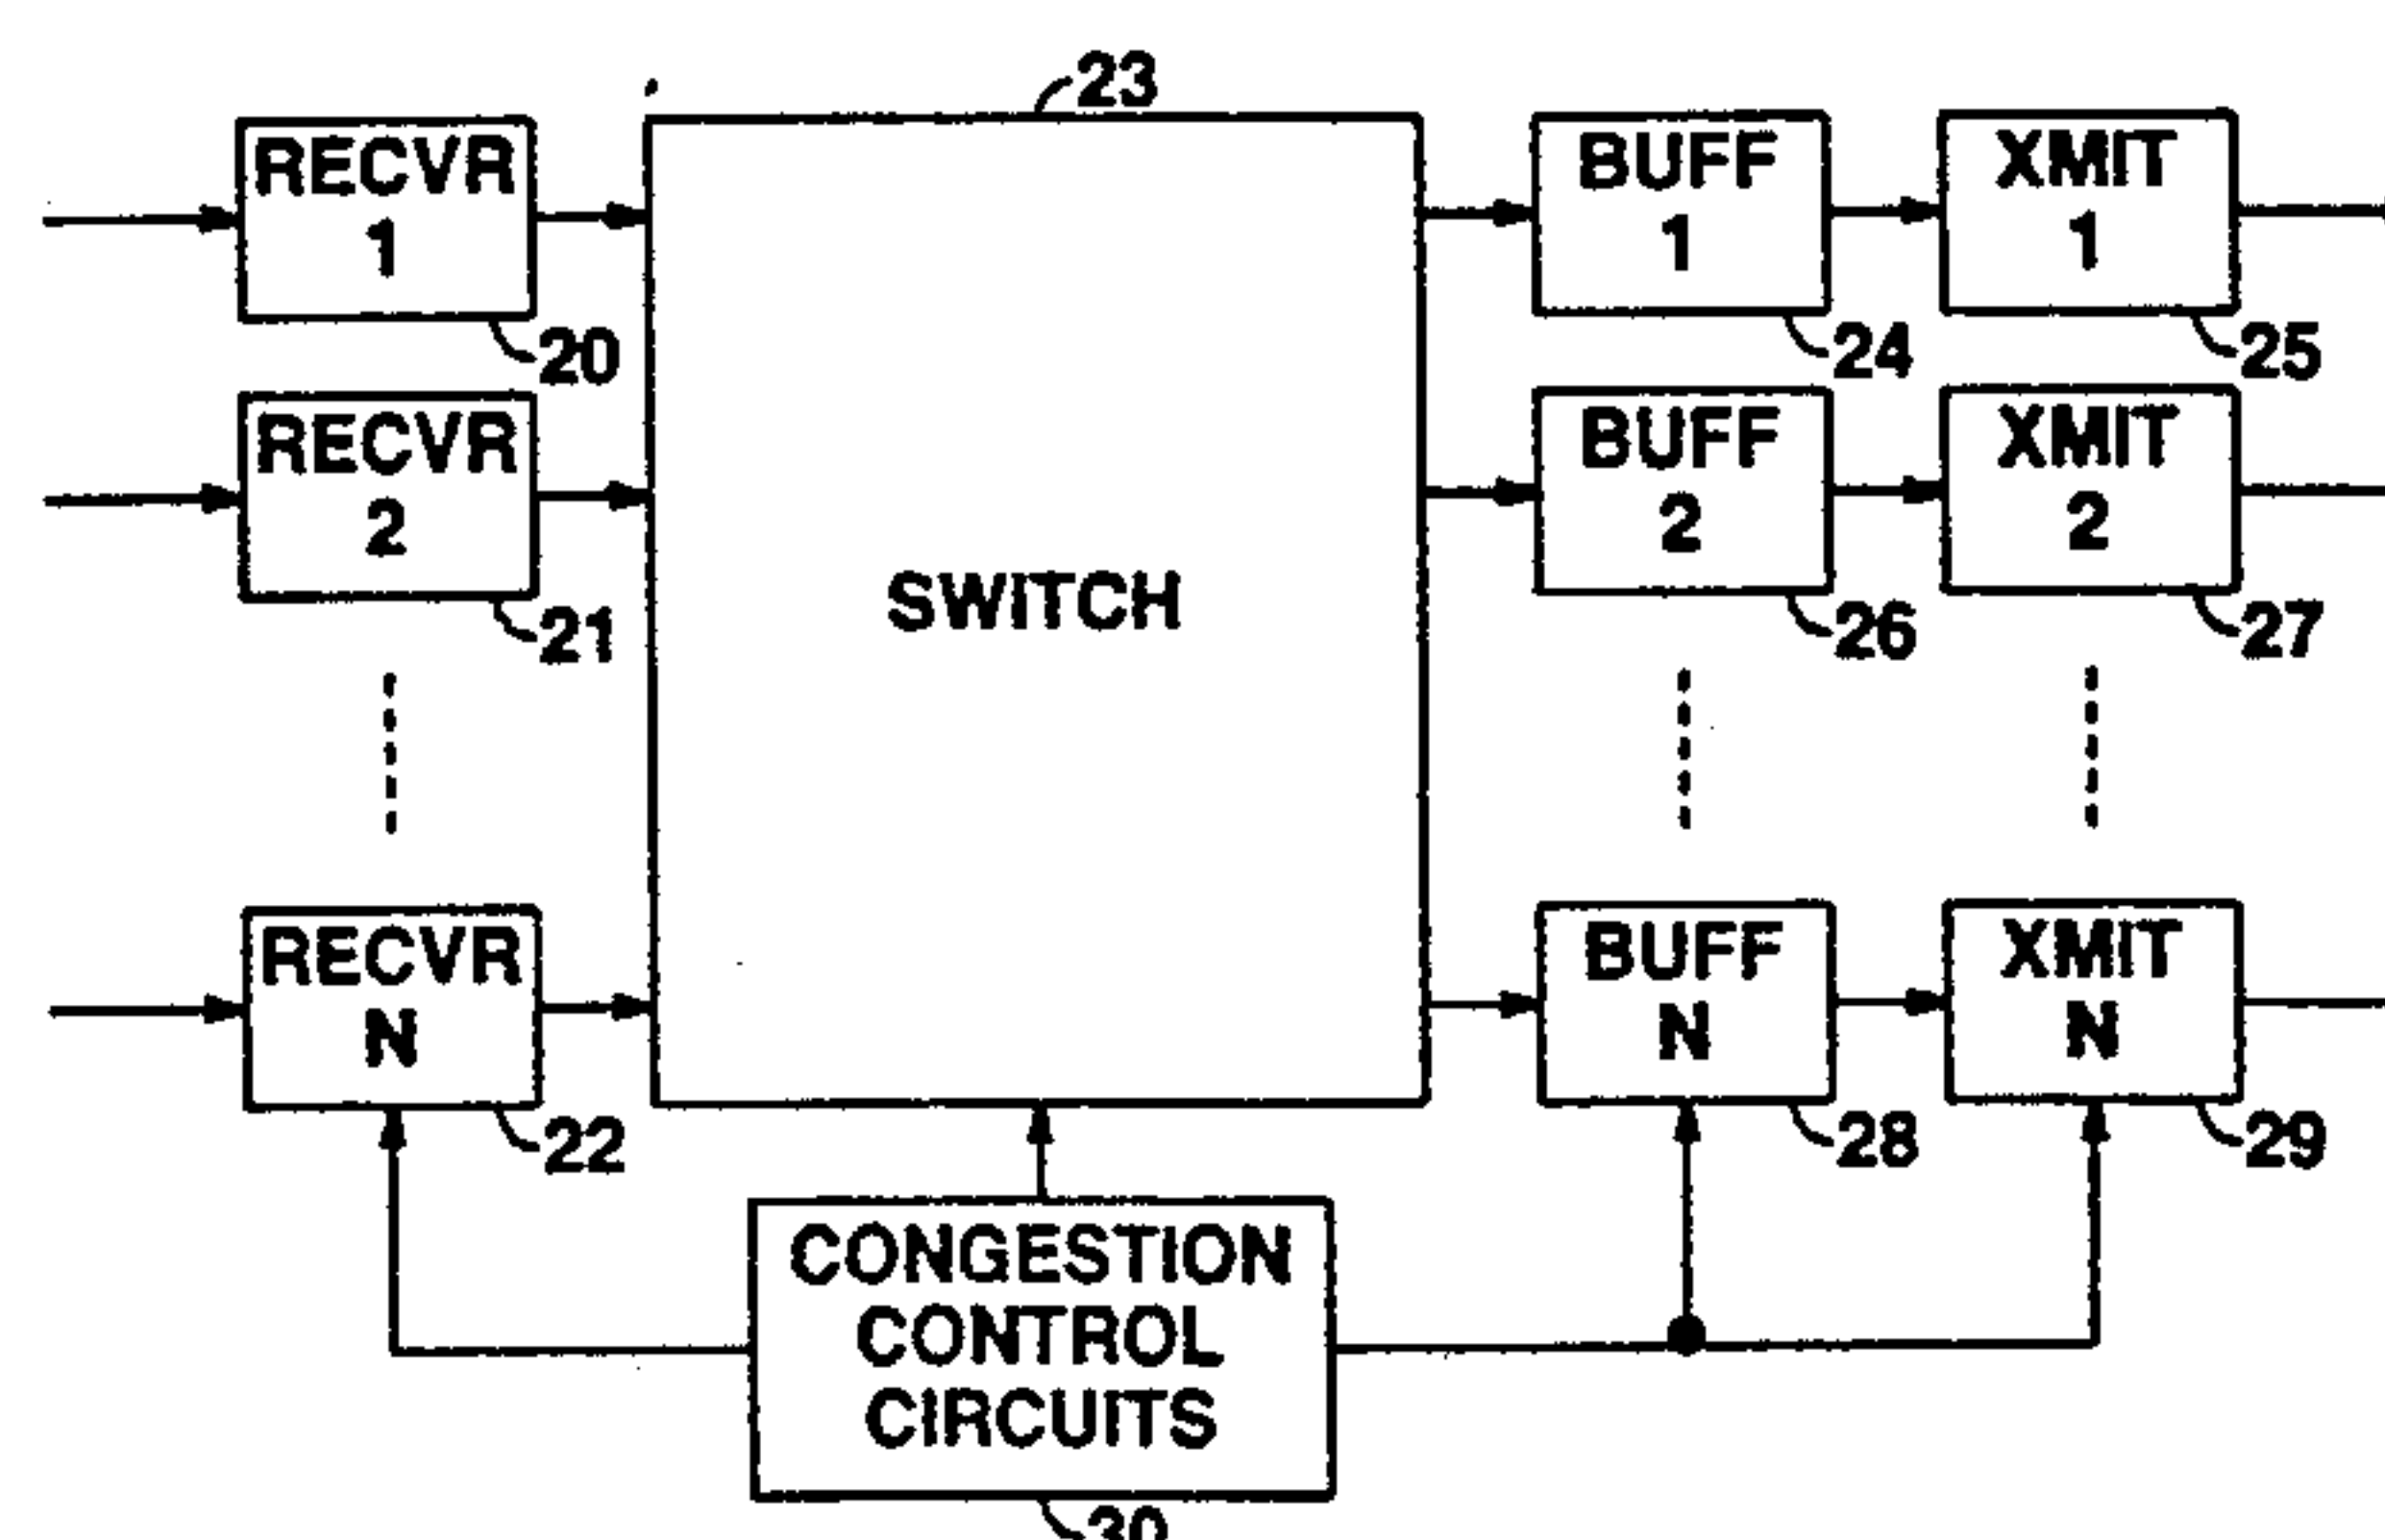 23
RECVR
1
20
BUFF
1
24
XMIT
1
25
RECVR
2
21
SWITCH
BUFF
2
26
XMIT
2
27
RECVR
N
22
BUFF
N
28
XMIT
N
29
CONGESTION
CONTROL
CIRCUITS
30